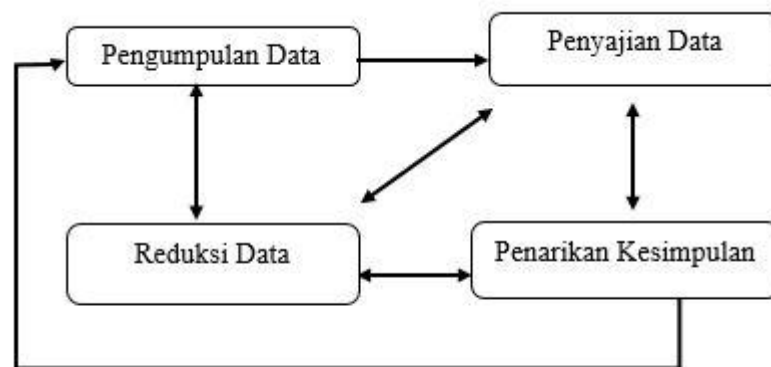 Pengumpulan Data
Penyajian Data
Reduksi Data
Penarikan Kesimpulan